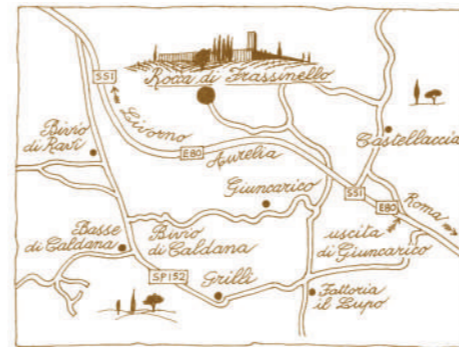 SS1
Rocca di Frassinello
Livorno
Bivio
di Ravi
E80
Aurelia
Castellaccia
Giuncarico
SS1
E80
Roma
uscita
di Giuncarico
Basse
di Caldana
Bivio
di Caldana
SP152
Grilli
Fattoria
il Lupo